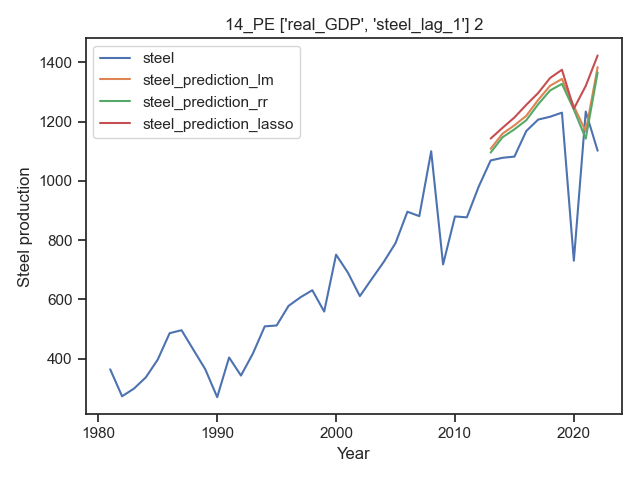 14_PE ['real_GDP', 'steel_lag_1'] 2
steel
steel_prediction_lm
steel_prediction_rr
steel_prediction_lasso
1400
1200
1000
800
600
400
Steel production
1980
1990
2000
2010
2020
Year